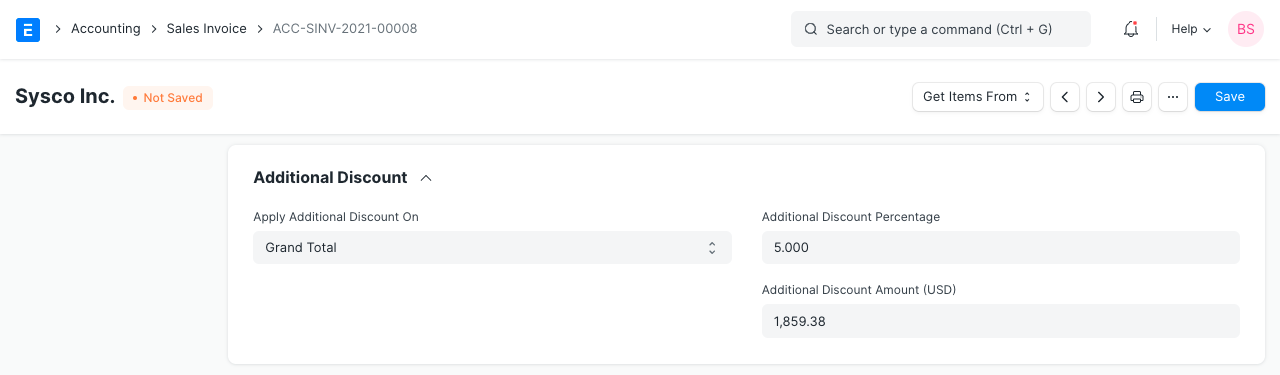 Accounting > Sales Invoice > ACC-SINV-2021-00008
Search or type a command (Ctrl + G)
Help
BS
Sysco Inc.
• Not Saved
Get Items From
...
Save
Additional Discount
Apply Additional Discount On
Grand Total
Additional Discount Percentage
5.000
Additional Discount Amount (USD)
1,859.38